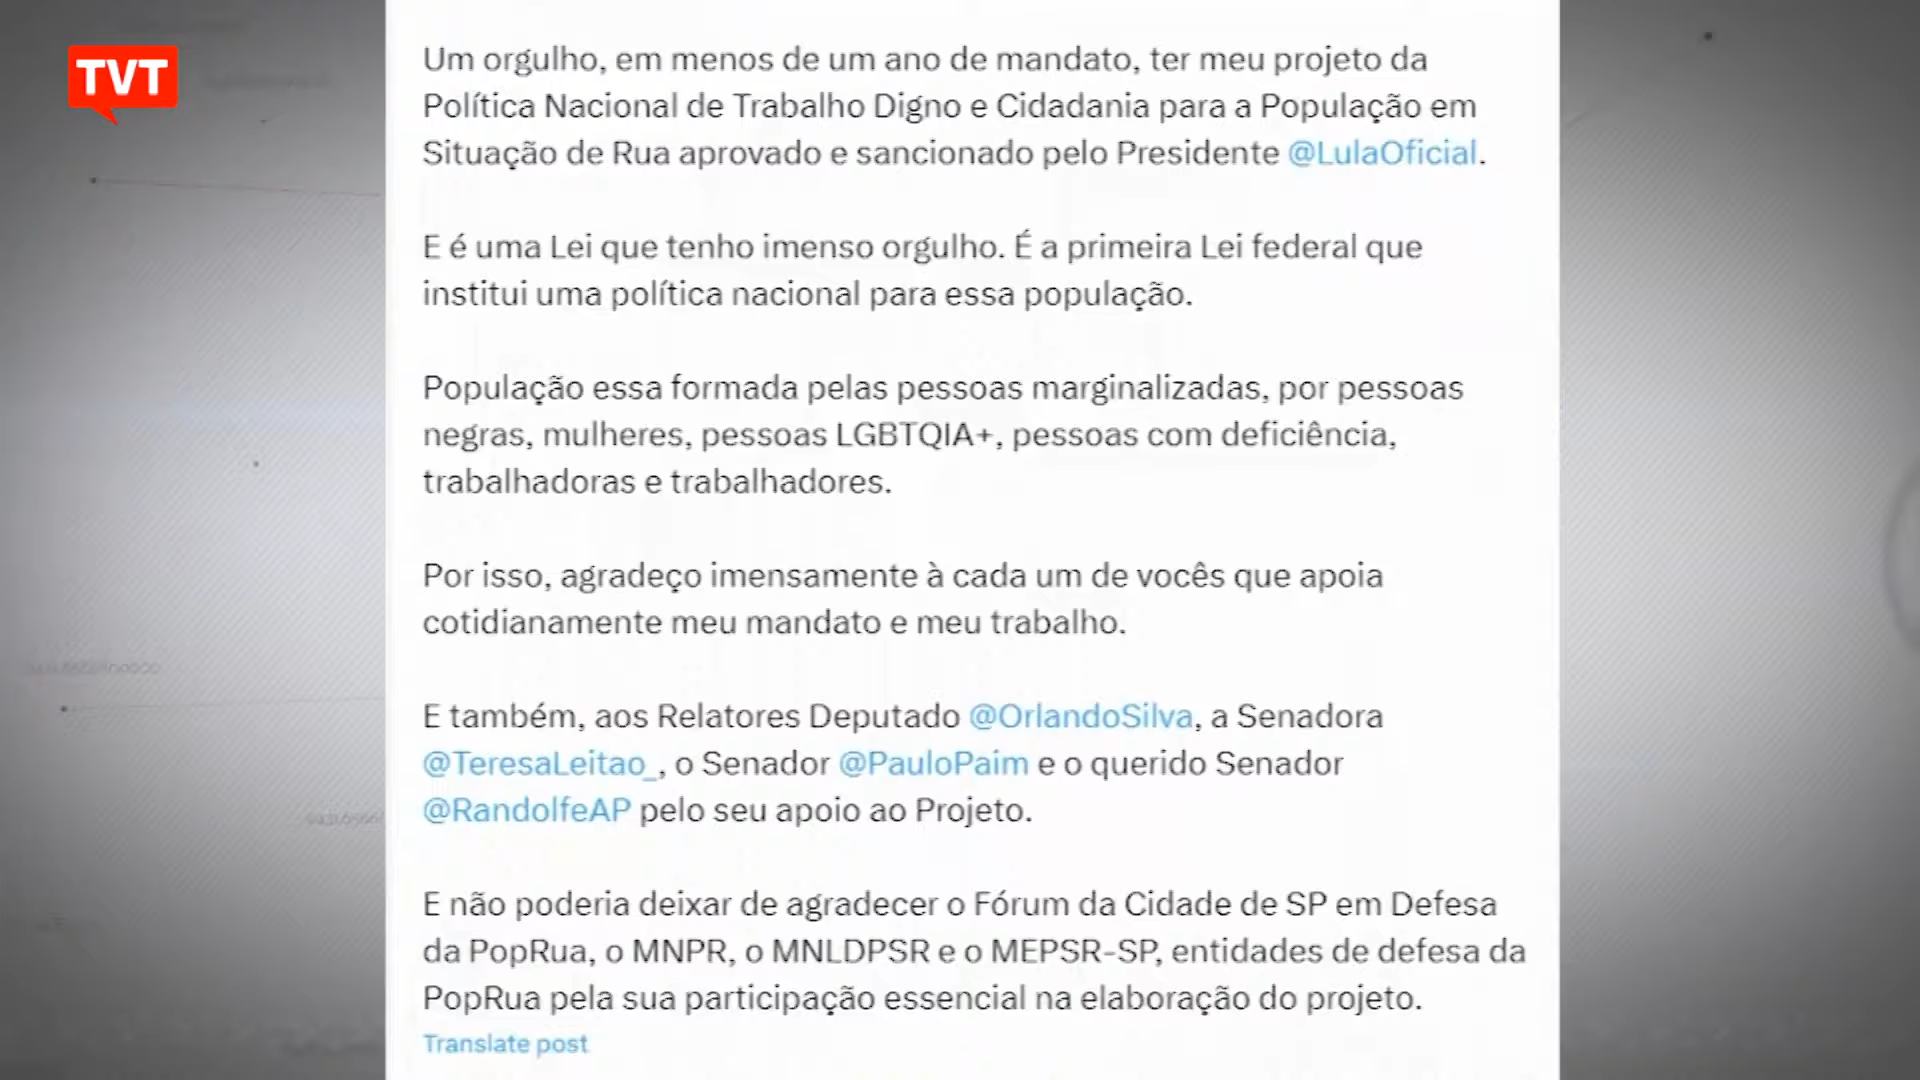 TVT
Um orgulho, em menos de um ano de mandato, ter meu projeto da
Política Nacional de Trabalho Digno e Cidadania para a População em
Situação de Rua aprovado e sancionado pelo Presidente @LulaOficial.
E é uma Lei que tenho imenso orgulho. É a primeira Lei federal que
institui uma política nacional para essa população.
População essa formada pelas pessoas marginalizadas, por pessoas
negras, mulheres, pessoas LGBTQIA+, pessoas com deficiência,
trabalhadoras e trabalhadores.
Por isso, agradeço imensamente à cada um de vocês que apoia
cotidianamente meu mandato e meu trabalho.
E também, aos Relatores Deputado @OrlandoSilva, a Senadora
@TeresaLeitao_, o Senador @PauloPaim e o querido Senador
@RandolfeAP pelo seu apoio ao Projeto.
E não poderia deixar de agradecer o Fórum da Cidade de SP em Defesa
da PopRua, o MNPR, o MNLDPSR e o MEPSR-SP, entidades de defesa da
PopRua pela sua participação essencial na elaboração do projeto.
Translate post